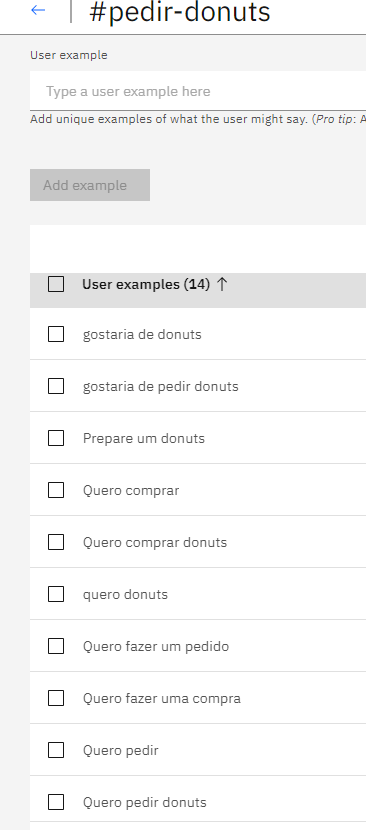 #pedir-donuts
User example
Type a user example here
Add unique examples of what the user might say. (Pro tip:
Add example
User examples (14)
gostaria de donuts
gostaria de pedir donuts
Prepare um donuts
Quero comprar
Quero comprar donuts
quero donuts
Quero fazer um pedido
Quero fazer uma compra
Quero pedir
Quero pedir donuts